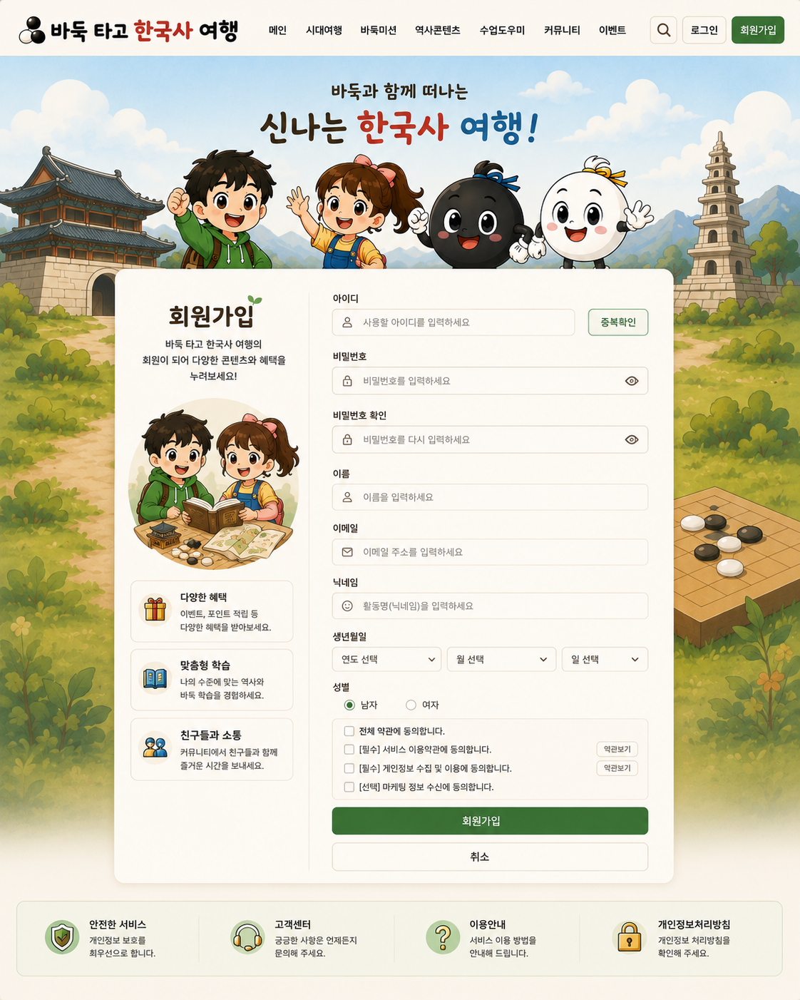 바둑 타고 한국사 여행
메인 시대여행 바둑미션 역사콘텐츠 수업도우미 커뮤니티 이벤트
로그인 회원가입
바둑과 함께 떠나는
신나는 한국사 여행!
회원가입
바둑 타고 한국사 여행의
회원이 되어 다양한 콘텐츠와 혜택을
누려보세요!
다양한 혜택
이벤트, 포인트 적립 등
다양한 혜택을 받아보세요.
맞춤형 학습
나의 수준에 맞는 역사와
바둑 학습을 경험하세요.
친구들과 소통
커뮤니티에서 친구들과 함께
즐거운 시간을 보내세요.
아이디
사용할 아이디를 입력하세요 중복확인
비밀번호
비밀번호를 입력하세요
비밀번호 확인
비밀번호를 다시 입력하세요
이름
이름을 입력하세요
이메일
이메일 주소를 입력하세요
닉네임
활동명(닉네임)을 입력하세요
생년월일
연도 선택 월 선택 일 선택
성별
남자 여자
전체 약관에 동의합니다.
[필수] 서비스 이용약관에 동의합니다. 약관보기
[필수] 게인정보 수집 및 이용에 동의합니다. 약관보기
[선택] 마케팅 정보 수신에 동의합니다.
회원가입
취소
안전한 서비스
개인정보 보호를
최우선으로 합니다.
고객센터
궁금한 사항은 언제든지
문의해 주세요.
이용안내
서비스 이용 방법을
안내해 드립니다.
개인정보처리방침
개인정보 처리방침을
확인해 주세요.